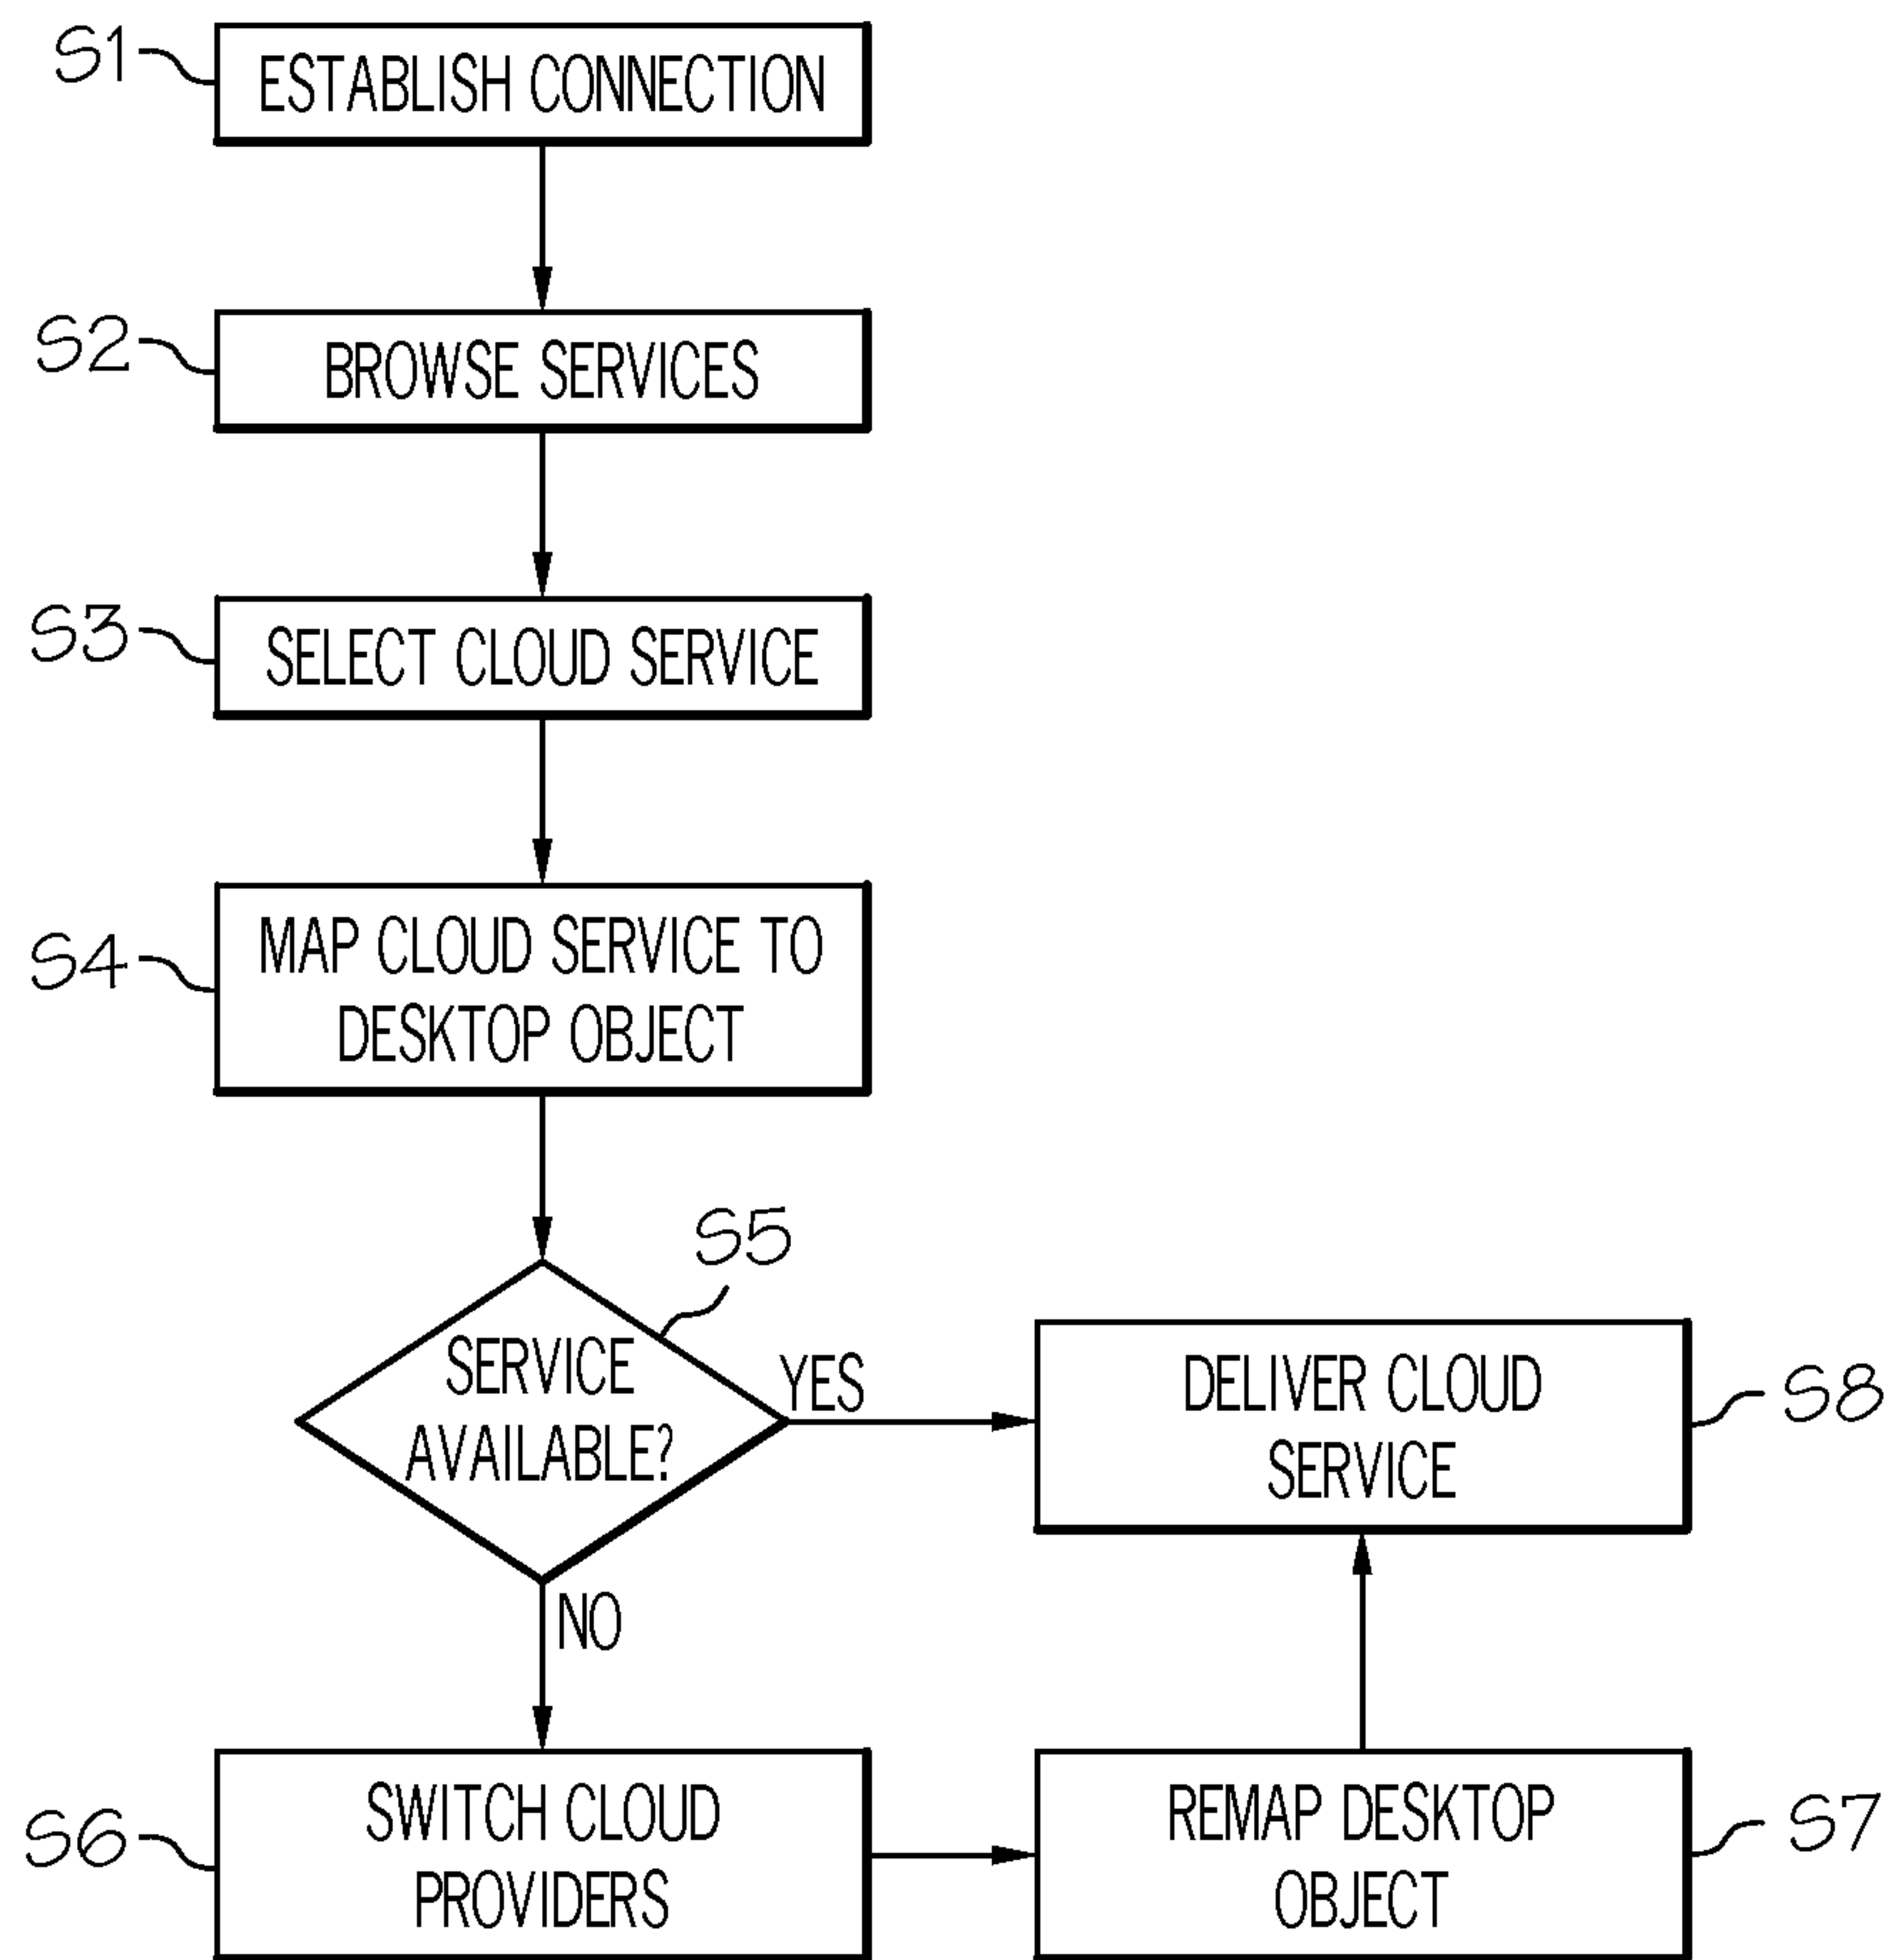 S1
ESTABLISH CONNECTION
S2
BROWSE SERVICES
S3
SELECT CLOUD SERVICE
S4
MAP CLOUD SERVICE TO
DESKTOP OBJECT
S5
SERVICE
AVAILABLE?
YES
NO
DELIVER CLOUD
SERVICE
S8
S6
SWITCH CLOUD
PROVIDERS
REMAP DESKTOP
OBJECT
S7